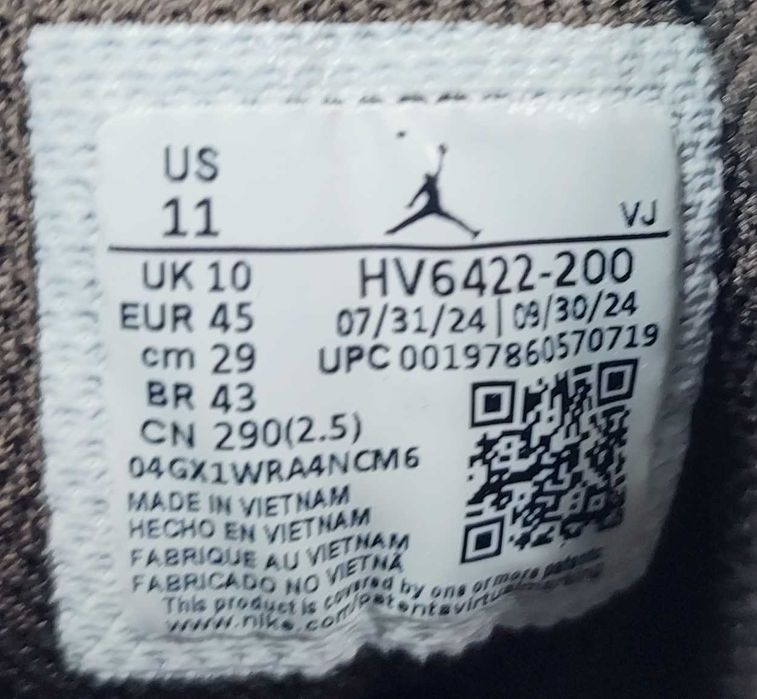 US
11
VJ
UK 10
HV6422-200
EUR 45
07/31/24 | 09/30/24
cm 29
UPC 00197860570719
BR 43
CN 290(2.5)
04GX1WRA4NCM6
MADE IN VIETNAM
HECHO EN VIETNAM
FABRIQUE AU VIETNAM
FABRICADO NO VIETNÃ
This product is covered by one or more patents
www.nike.com/patentsvirtualmarking